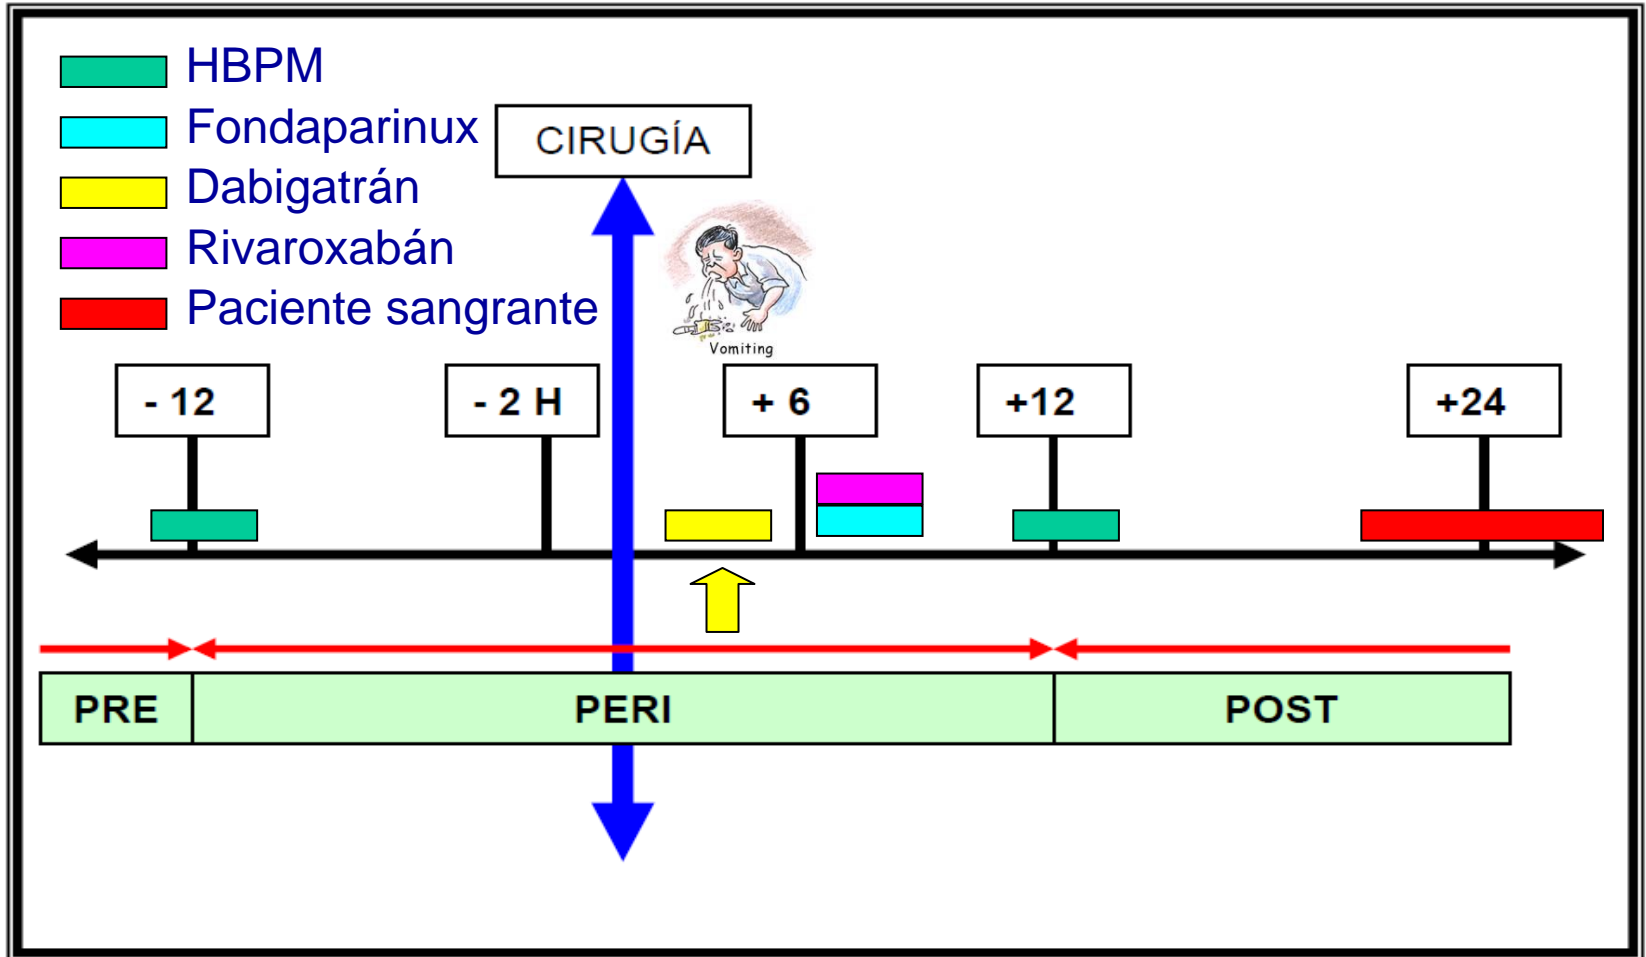 HBPM
Fondaparinux
Dabigatrán
Rivaroxabán
Paciente sangrante
CIRUGÍA
Vomiting
- 12
- 2 H
+ 6
+12
+24
PRE
PERI
POST